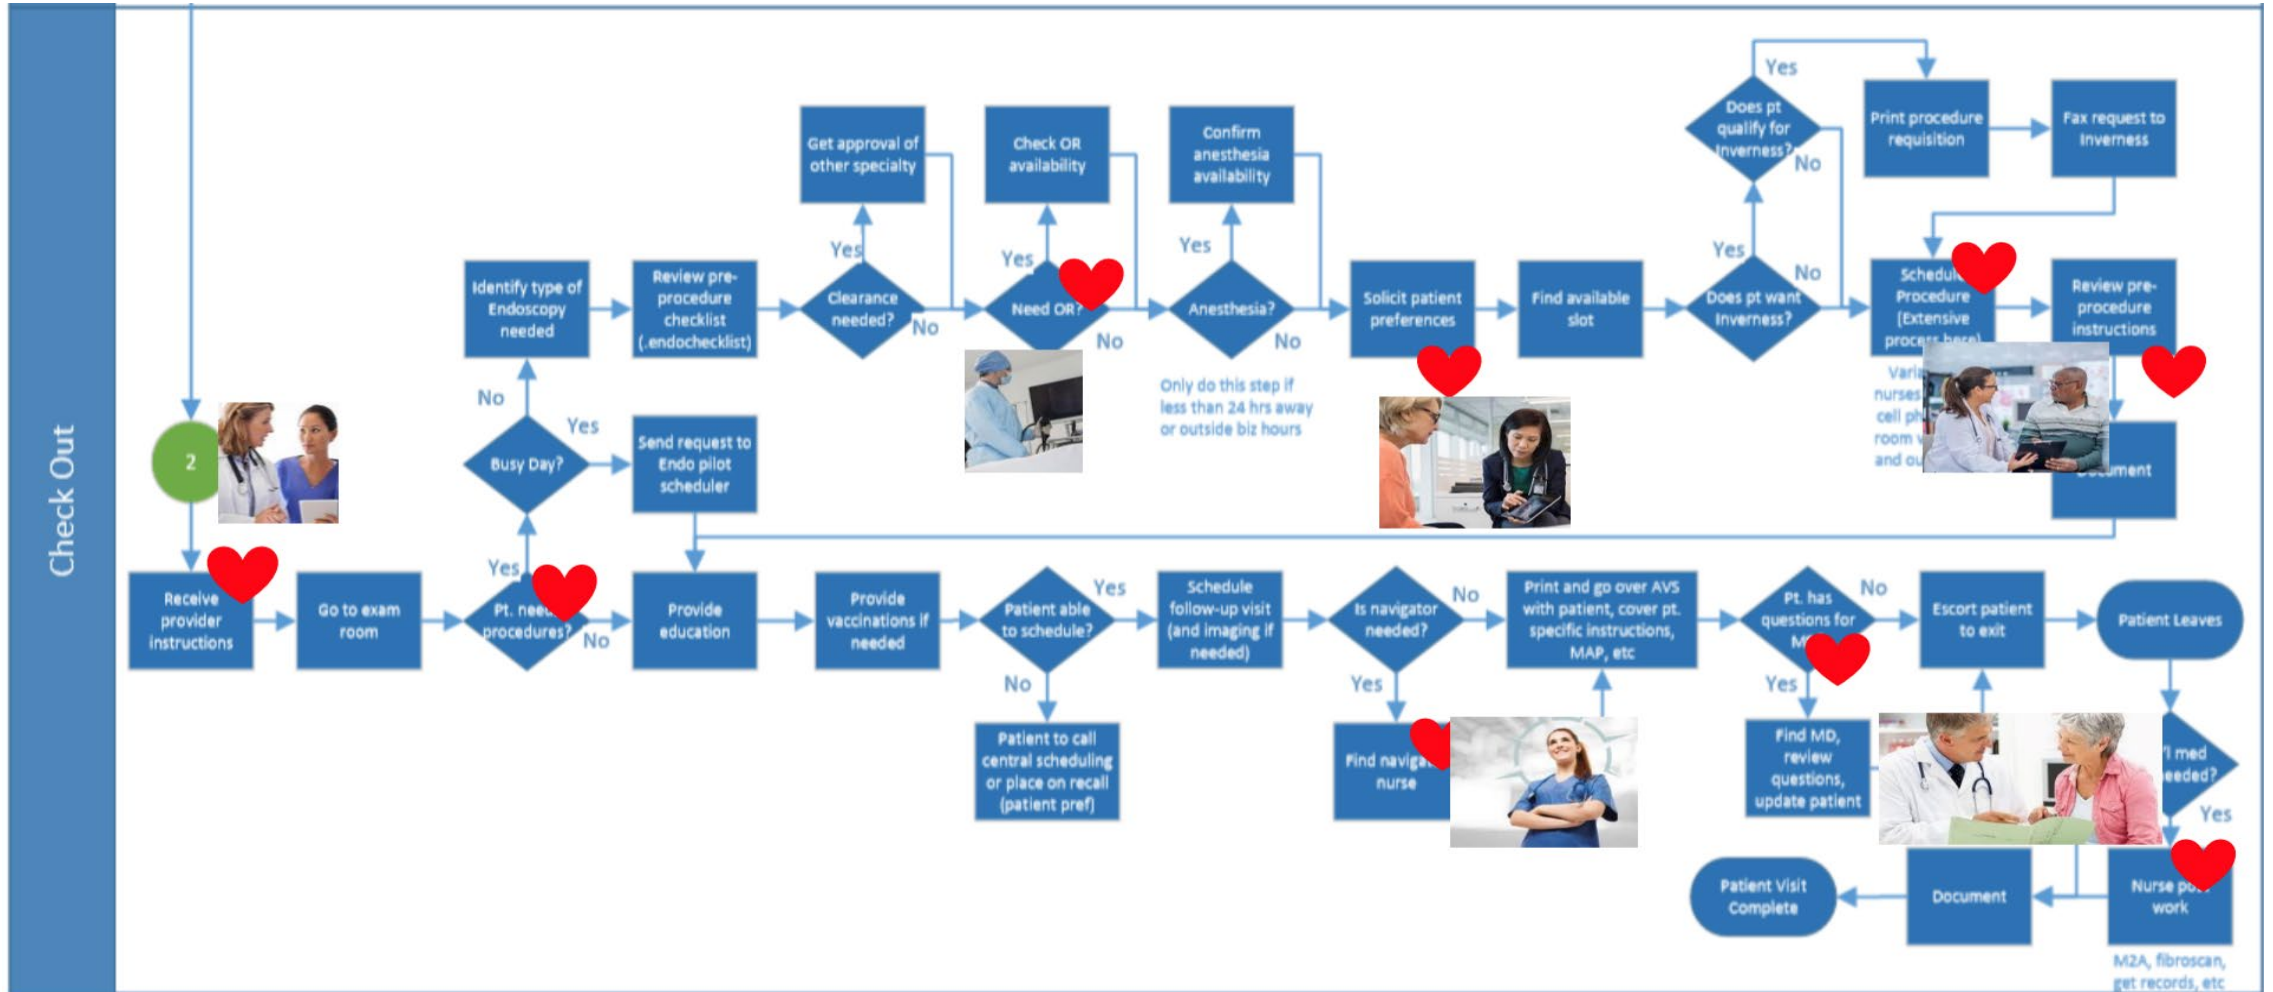 Check Out
2
Receive
provider
instructions
Go to exam
room
Pt.
procedures?
Yes
No
Busy Day?
No
Yes
Identify type of
Endoscopy
needed
Send request to
Endo pilot
scheduler
Review pre-
procedure
checklist
(.endochecklist)
Clearance
needed?
Yes
No
Get approval of
other specialty
Need OR?
Yes
No
Check OR
availability
Anesthesia?
Yes
No
Confirm
anesthesia
availability
Only do this step if
less than 24 hrs away
or outside biz hours
Solicit patient
preferences
Find available
slot
Does pt want
Inverness?
Yes
No
Does pt
qualify for
Inverness?
Yes
No
Print procedure
requisition
Fax request to
Inverness
Procedure
(Extensive
process here)
nurses
room
Review pre-
procedure
instructions
Provide
education
Provide
vaccinations if
needed
Patient able
to schedule?
Yes
No
Patient to call
central scheduling
or place on recall
(patient pref)
Schedule
follow-up visit
(and imaging if
needed)
Is navigator
needed?
No
Yes
Find
nurse
Print and go over AVS
with patient, cover pt.
specific instructions,
MAP, etc
Pt. has
questions for
No
Yes
Find MD,
review
questions,
update patient
Escort patient
to exit
Patient Leaves
med
Yes
Nurse
work
M2A, fibroscan,
get records, etc
Document
Patient Visit
Complete